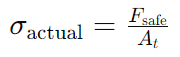 σ_actual = F_safe / A_t